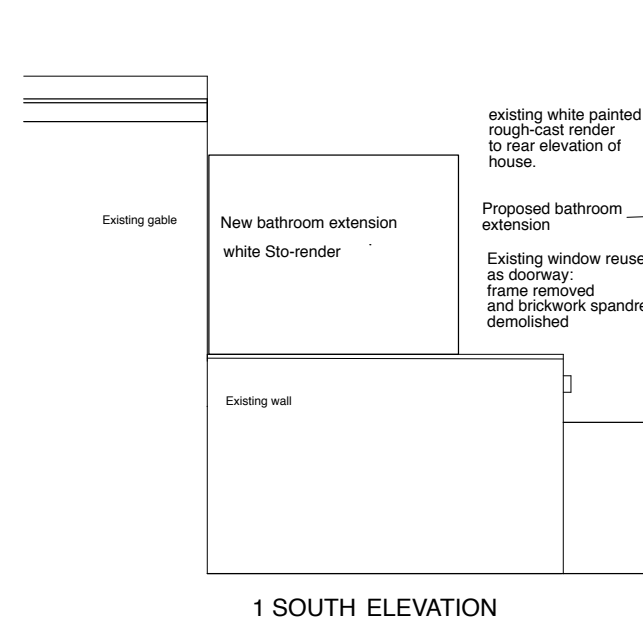 existing white painted
rough-cast render
to rear elevation of
house.
Existing gable
New bathroom extension
white Sto-render
Proposed bathroom
extension
Existing window reuse
as doorway:
frame removed
and brickwork spandre
demolished
Existing wall
1 SOUTH ELEVATION